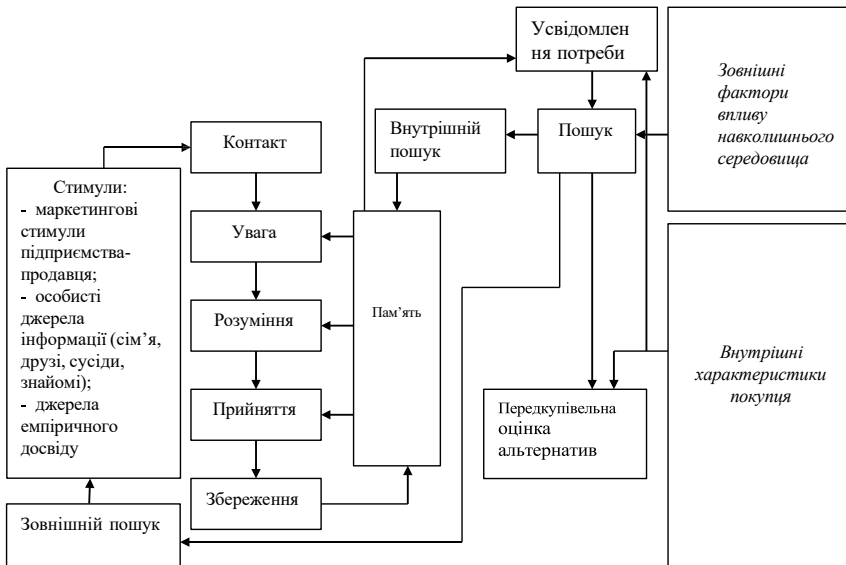 Усвідомлен
ня потреби
Зовнішні
фактори
впливу
навколишнього
середовища
Контакт
Внутрішній
пошук
Пошук
Стимули:
- маркетингові
стимули
підприємства-
продавця;
- особисті
джерела
інформації (сім’я,
друзі, сусіди,
знайомі);
- джерела
емпіричного
досвіду
Увага
Розуміння
Прийняття
Збереження
Пам’ять
Передкупівельна
оцінка
альтернатив
Внутрішні
характеристики
покупця
Зовнішній пошук